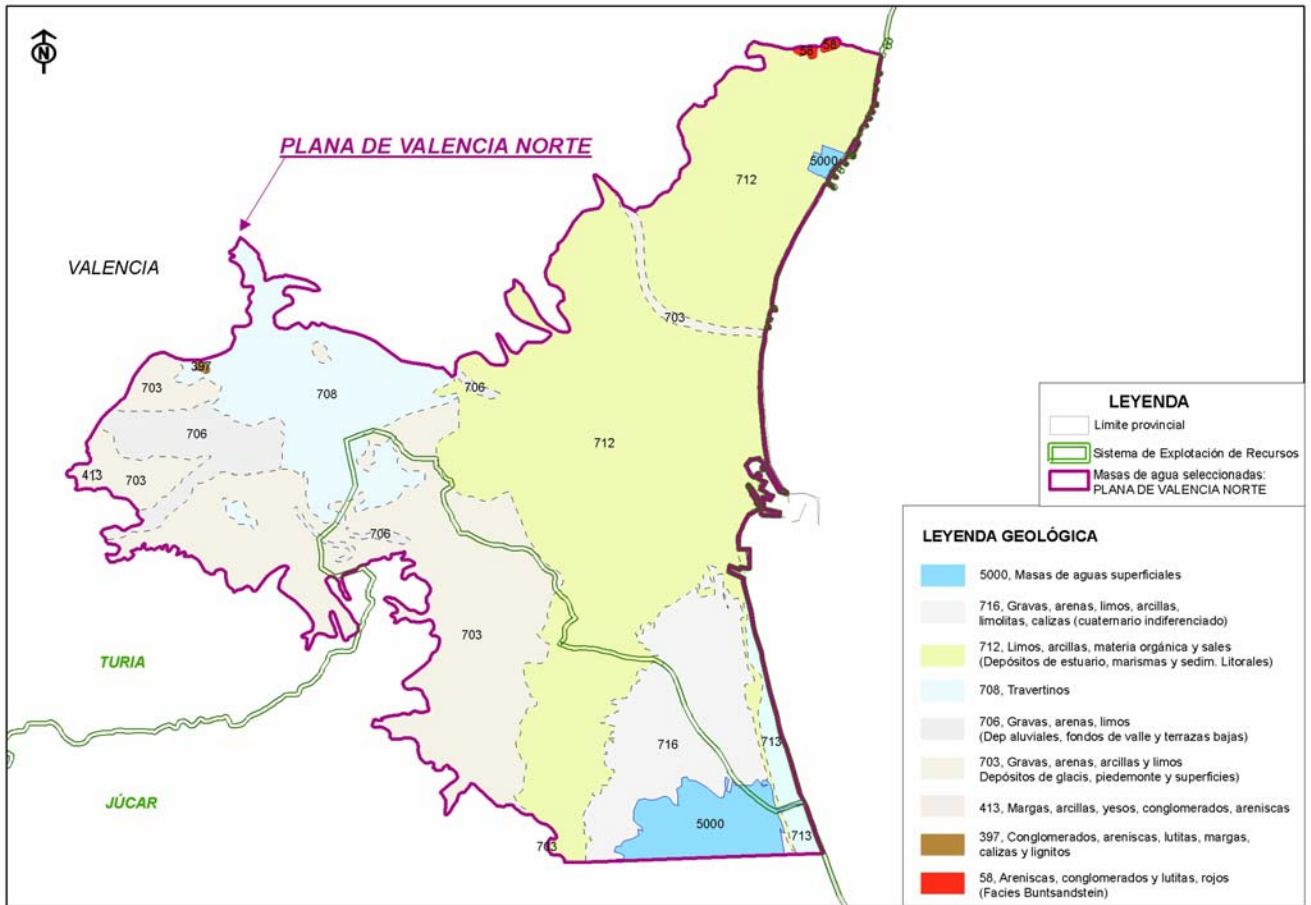 N
58
58
PLANA DE VALENCIA NORTE
5000
712
VALENCIA
703
397
703
708
706
706
712
413
703
706
703
TURIA
716
713
JÚCAR
5000
713
703
LEYENDA
Limite provincial
Sistema de Explotación de Recursos
Masas de agua seleccionadas:
PLANA DE VALENCIA NORTE
LEYENDA GEOLÓGICA
5000, Masas de aguas superficiales
716, Gravas, arenas, limos, arcillas,
limolitas, calizas (cuaternario indiferenciado)
712, Limos, arcillas, materia orgánica y sales
(Depósitos de estuario, marismas y sedim. Litorales)
708, Travertinos
706, Gravas, arenas, limos
(Dep aluviales, fondos de valle y terrazas bajas)
703, Gravas, arenas, arcillas y limos
Depósitos de glacis, piedemonte y superficies)
413, Margas, arcillas, yesos, conglomerados, areniscas
397, Conglomerados, areniscas, lutitas, margas,
calizas y lignitos
58, Areniscas, conglomerados y lutitas, rojos
(Facies Buntsandstein)